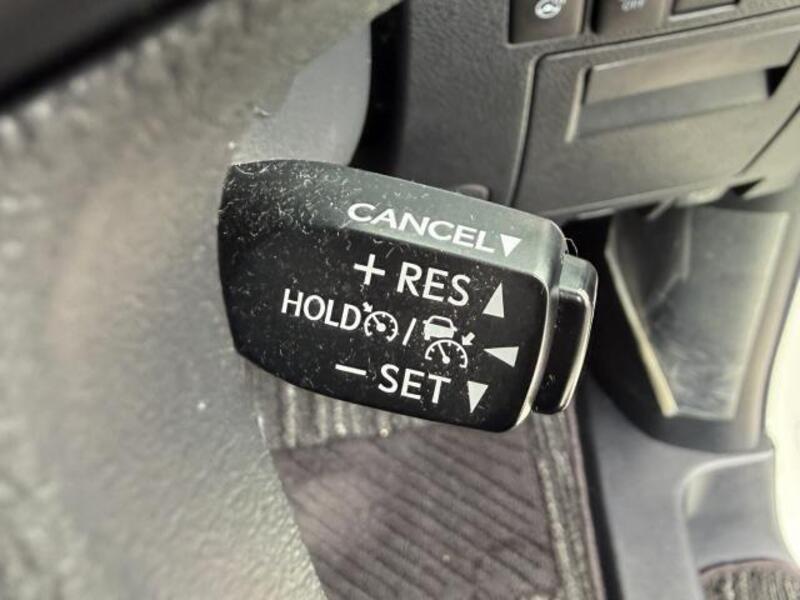 CANCEL▼
+ RES ▲
HOLD / ◀
− SET ▼